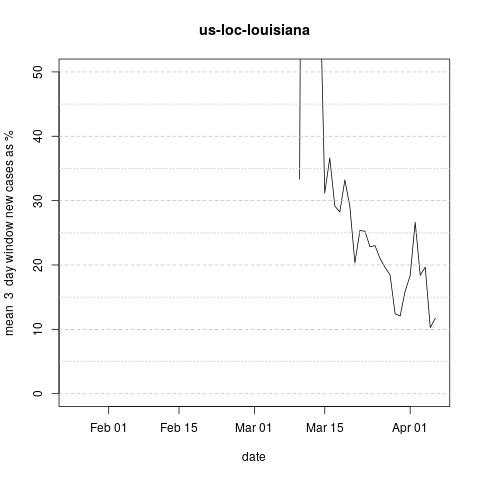 us-loc-louisiana
mean 3 day window new cases as %
50
40
30
20
10
0
Feb 01 Feb 15 Mar 01 Mar 15 Apr 01
date